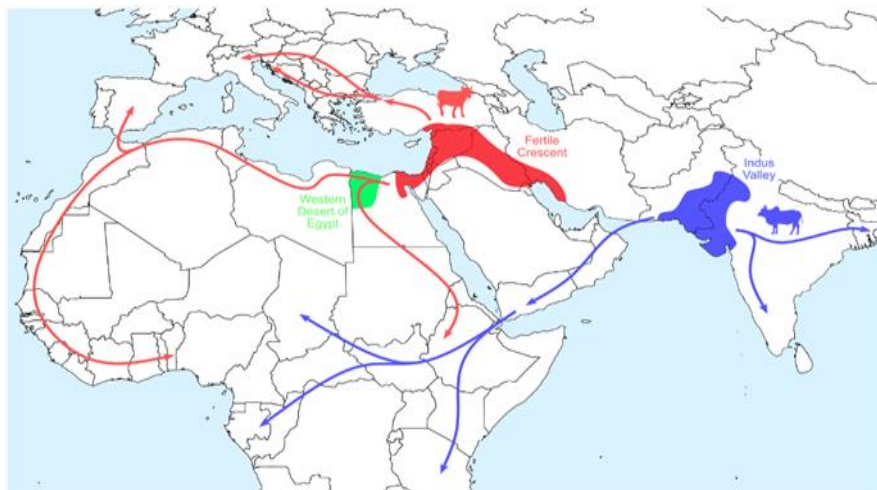 Fertile
Crescent
Indus
Valley
Western
Desert of
Egypt